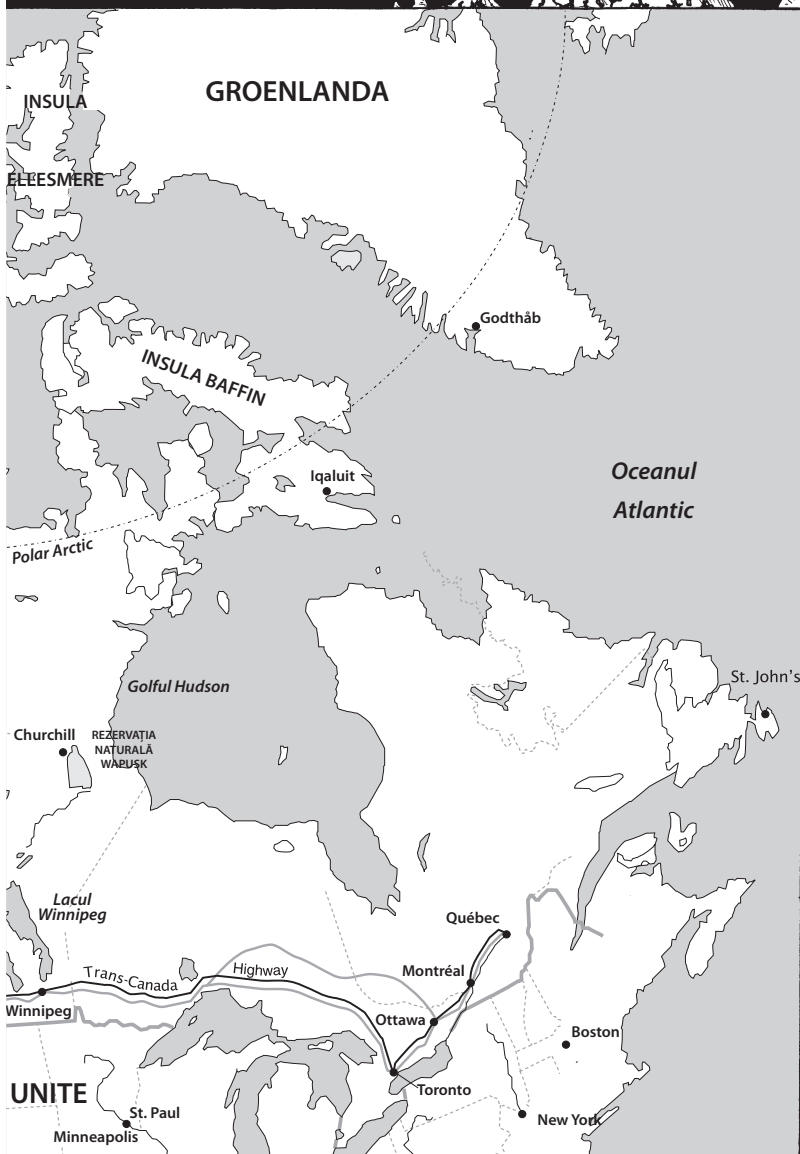 GROENLANDA
INSULA
ELLESMERE
Godthåb
INSULA BAFFIN
Iqaluit
Oceanul
Atlantic
Polar Arctic
Golful Hudson
St. John's
Churchill
REZERVAȚIA
NATURALĂ
WAPUSK
Lacul
Winnipeg
Québec
Montréal
Trans-Canada Highway
Winnipeg
Ottawa
Boston
UNITE
Toronto
St. Paul
New York
Minneapolis